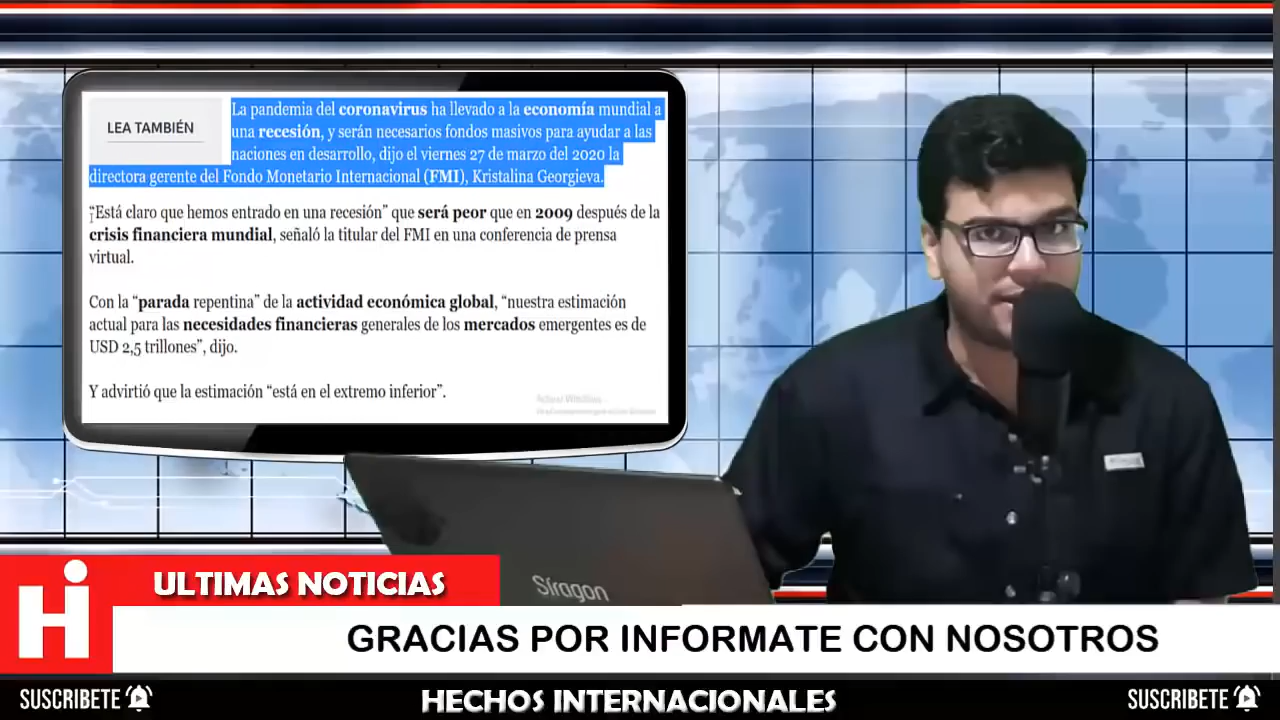 LEA TAMBIÉN
La pandemia del coronavirus ha llevado a la economía mundial a
una recesión, y serán necesarios fondos masivos para ayudar a las
naciones en desarrollo, dijo el viernes 27 de marzo del 2020 la
directora gerente del Fondo Monetario Internacional (FMI), Kristalina Georgieva.
“Está claro que hemos entrado en una recesión” que será peor que en 2009 después de la
crisis financiera mundial, señaló la titular del FMI en una conferencia de prensa
virtual.
Con la “parada repentina” de la actividad económica global, “nuestra estimación
actual para las necesidades financieras generales de los mercados emergentes es de
USD 2,5 trillones”, dijo.
Y advirtió que la estimación “está en el extremo inferior”.
Siragon
Hi
ULTIMAS NOTICIAS
GRACIAS POR INFORMATE CON NOSOTROS
SUSCRIBETE
HECHOS INTERNACIONALES
SUSCRIBETE